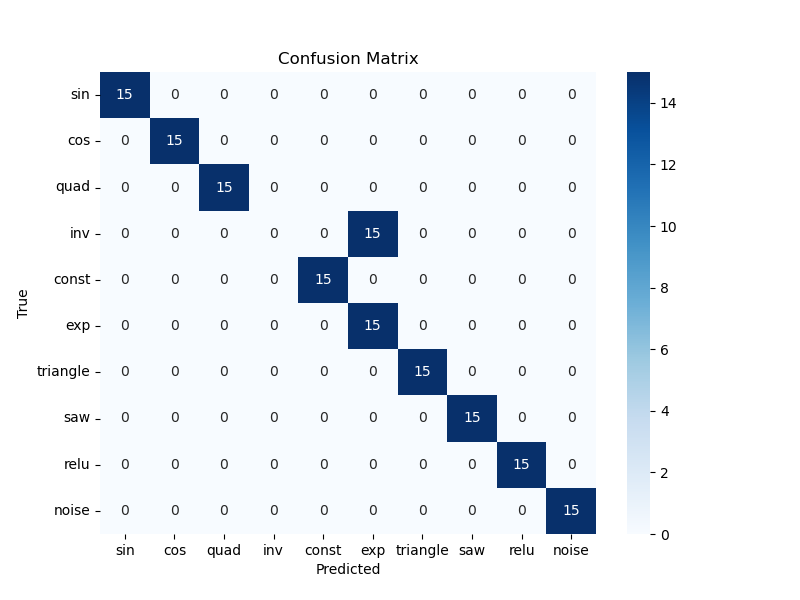 Confusion Matrix
sin 15 0 0 0 0 0 0 0 0 0
cos 0 15 0 0 0 0 0 0 0 0
quad 0 0 15 0 0 0 0 0 0 0
inv 0 0 0 0 0 15 0 0 0 0
const 0 0 0 0 15 0 0 0 0 0
exp 0 0 0 0 0 15 0 0 0 0
triangle 0 0 0 0 0 0 15 0 0 0
saw 0 0 0 0 0 0 0 15 0 0
relu 0 0 0 0 0 0 0 0 15 0
noise 0 0 0 0 0 0 0 0 0 15
sin cos quad inv const exp triangle saw relu noise
Predicted
True
14
12
10
8
6
4
2
0